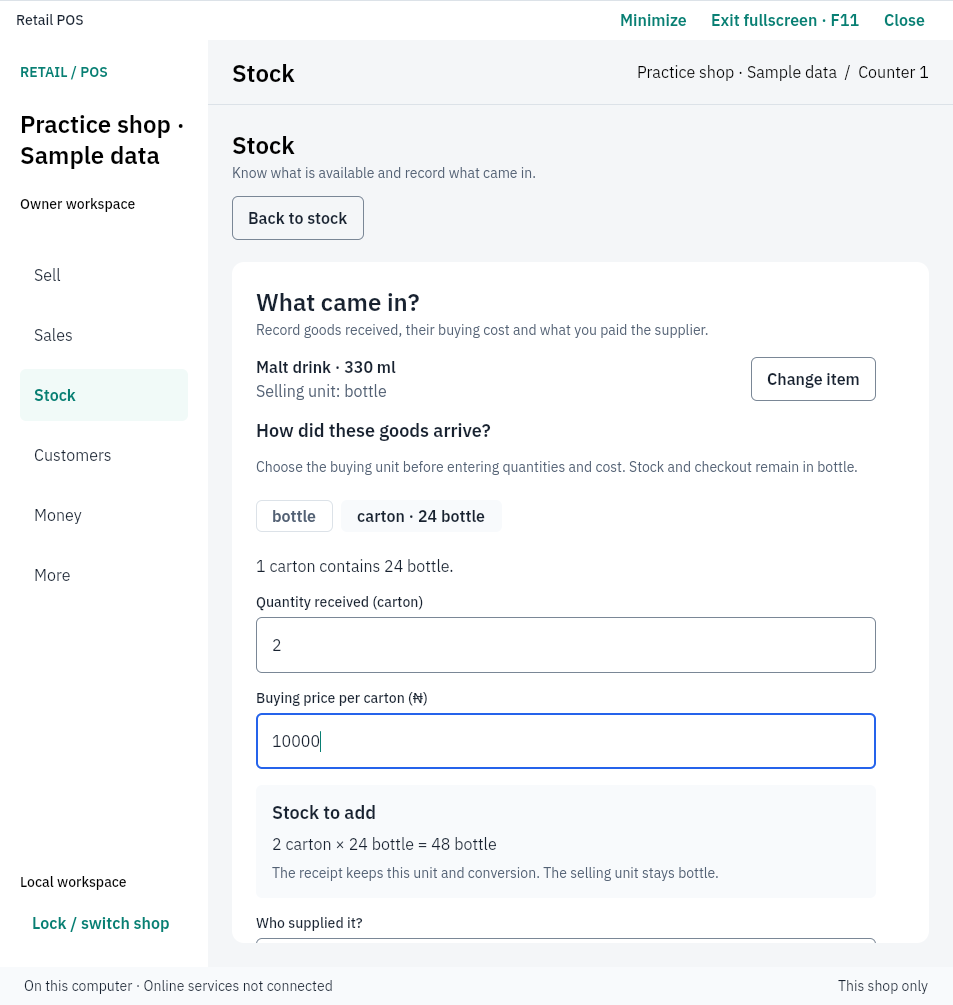 Retail POS
Minimize
Exit fullscreen · F11
Close
RETAIL / POS
Practice shop ·
Sample data
Owner workspace
Sell
Sales
Stock
Customers
Money
More
Local workspace
Lock / switch shop
Stock
Practice shop · Sample data / Counter 1
Stock
Know what is available and record what came in.
Back to stock
What came in?
Record goods received, their buying cost and what you paid the supplier.
Malt drink · 330 ml
Selling unit: bottle
Change item
How did these goods arrive?
Choose the buying unit before entering quantities and cost. Stock and checkout remain in bottle.
bottle
carton · 24 bottle
1 carton contains 24 bottle.
Quantity received (carton)
2
Buying price per carton (₦)
10000
Stock to add
2 carton × 24 bottle = 48 bottle
The receipt keeps this unit and conversion. The selling unit stays bottle.
Who supplied it?
On this computer · Online services not connected
This shop only